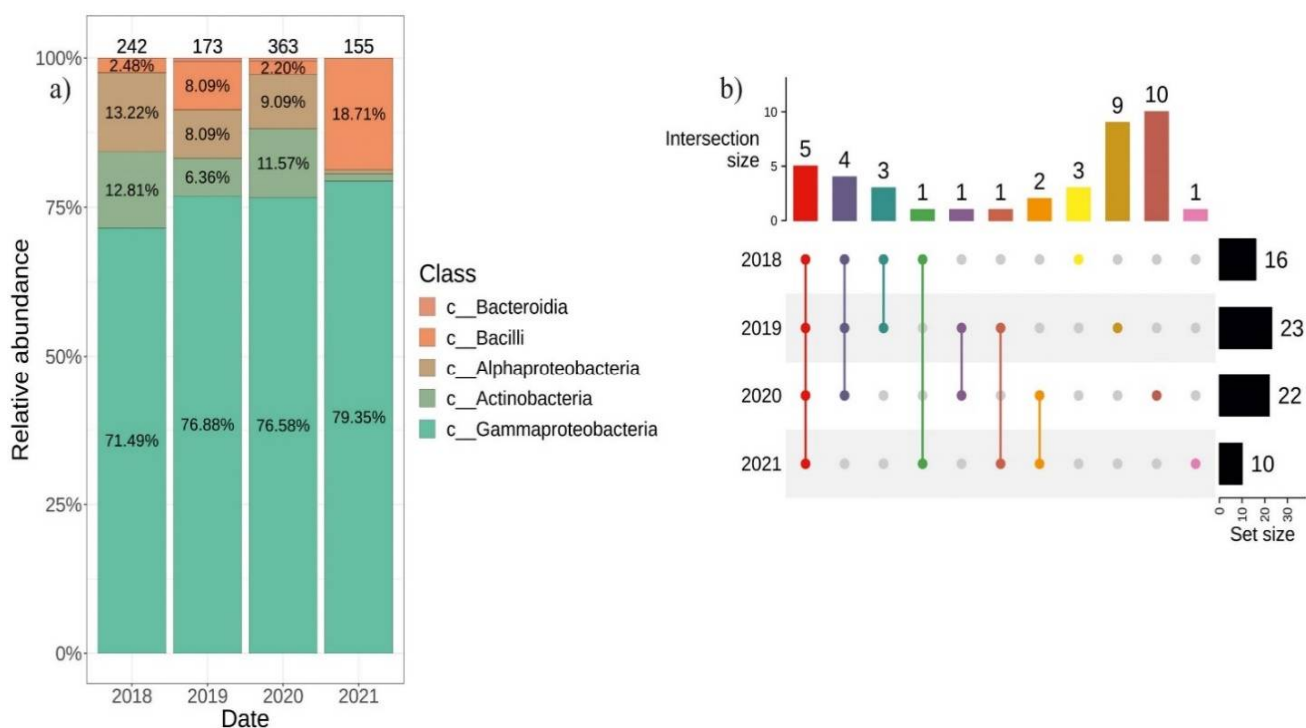 a)
242 173 363 155
100%
75%
50%
25%
0%
Relative abundance
2.48%
13.22%
12.81%
71.49%
8.09%
8.09%
6.36%
76.88%
2.20%
9.09%
11.57%
76.58%
18.71%
79.35%
2018 2019 2020 2021
Date
Class
c__Bacteroidia
c__Bacilli
c__Alphaproteobacteria
c__Actinobacteria
c__Gammaproteobacteria
b)
Intersection
size
10
5
0
5 4 3 1 1 1 2 3 9 10 1
2018 16
2019 23
2020 22
2021 10
0 10 20 30
Set size